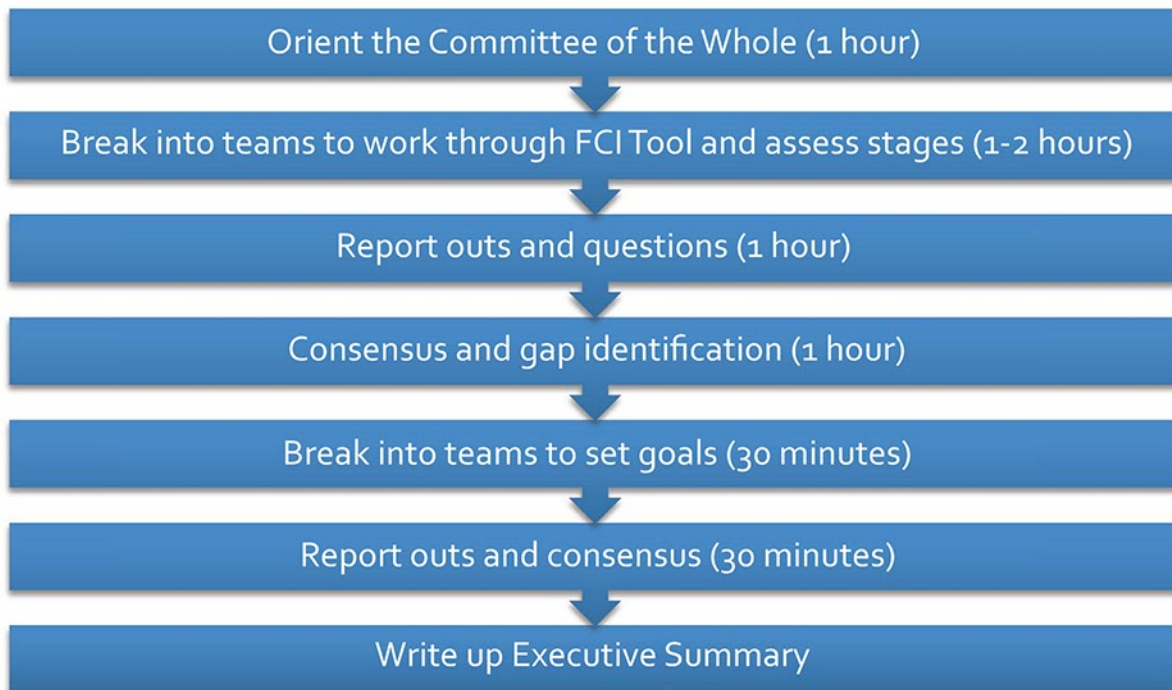 Orient the Committee of the Whole (1 hour)
Break into teams to work through FCI Tool and assess stages (1-2 hours)
Report outs and questions (1 hour)
Consensus and gap identification (1 hour)
Break into teams to set goals (30 minutes)
Report outs and consensus (30 minutes)
Write up Executive Summary